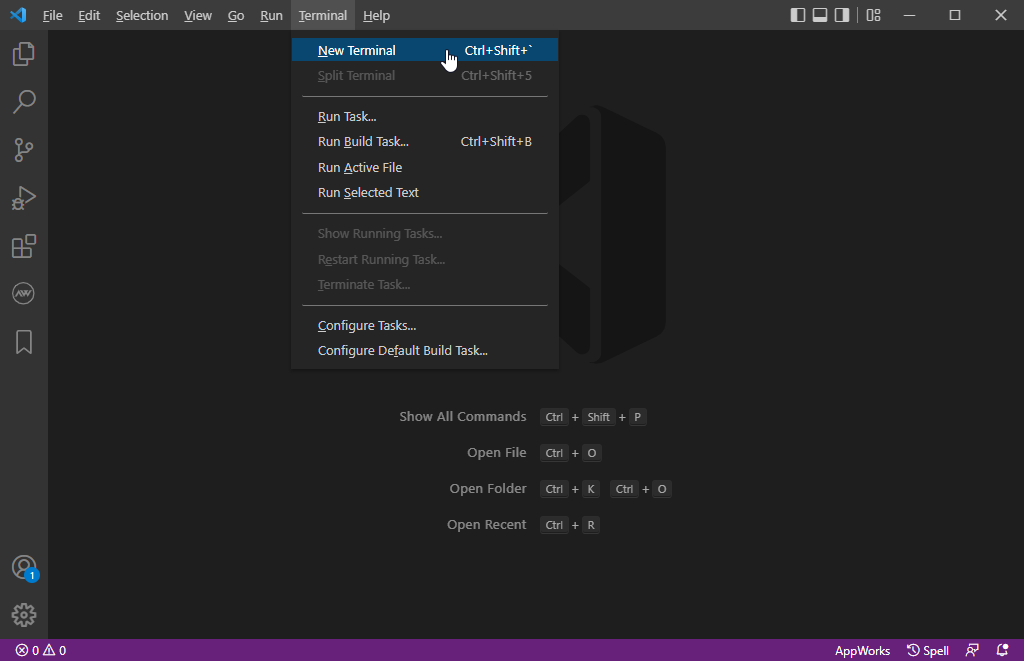 File Edit Selection View Go Run Terminal Help
New Terminal Ctrl+Shift+`
Split Terminal Ctrl+Shift+5
Run Task...
Run Build Task... Ctrl+Shift+B
Run Active File
Run Selected Text
Show Running Tasks...
Restart Running Task...
Terminate Task...
Configure Tasks...
Configure Default Build Task...
Show All Commands Ctrl + Shift + P
Open File Ctrl + O
Open Folder Ctrl + K Ctrl + O
Open Recent Ctrl + R
AW
1
0 0 AppWorks Spell